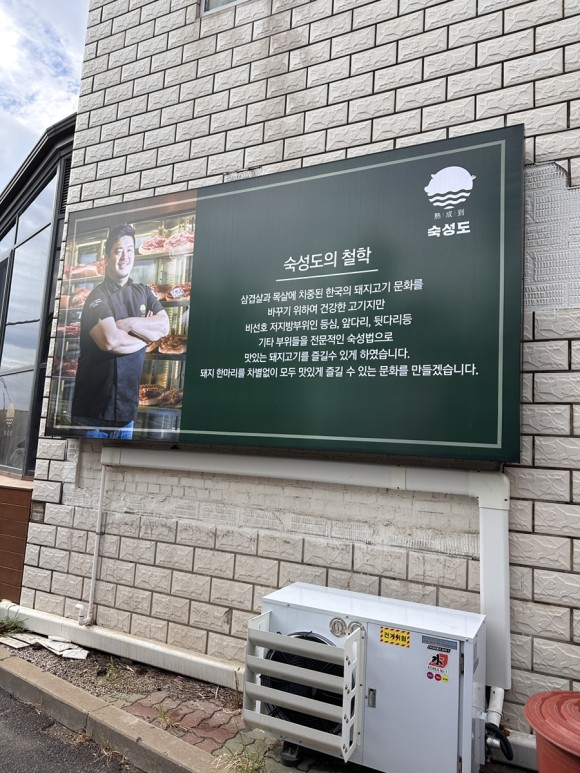 熟 · 成 · 到
숙성도
숙성도의 철학
삼겹살과 목살에 치중된 한국의 돼지고기 문화를
바꾸기 위하여 건강한 고기지만
비선호 저지방부위인 등심, 앞다리, 뒷다리등
기타 부위들을 전문적인 숙성법으로
맛있는 돼지고기를 즐길수 있게 하였습니다.
돼지 한마리를 차별없이 모두 맛있게 즐길 수 있는 문화를 만들겠습니다.
전기위험